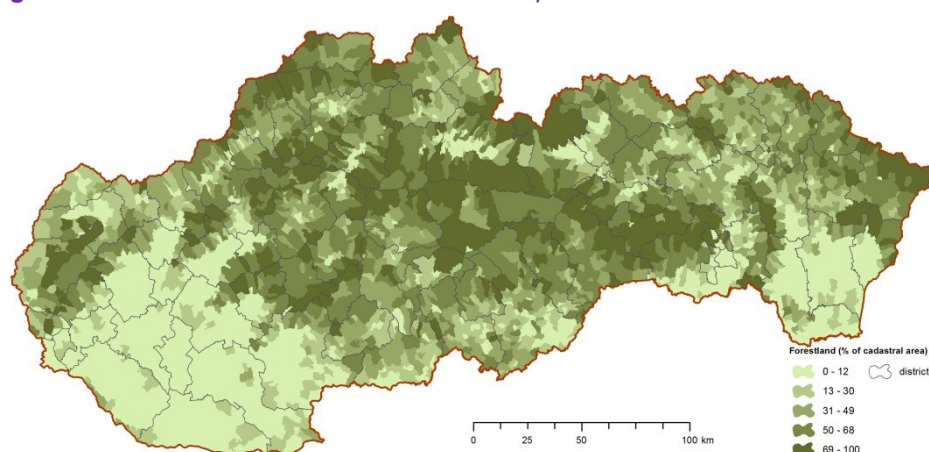 Forestland (% of cadastral area)
0 - 12
district
13 - 30
31 - 49
50 - 68
69 - 100
0 25 50 100 km